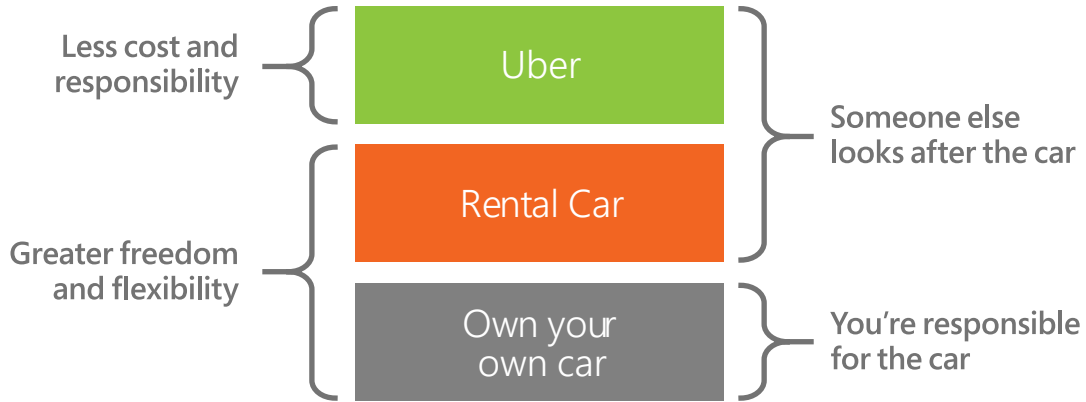 Less cost and
responsibility
Uber
Someone else
looks after the car
Rental Car
Greater freedom
and flexibility
Own your
own car
You're responsible
for the car